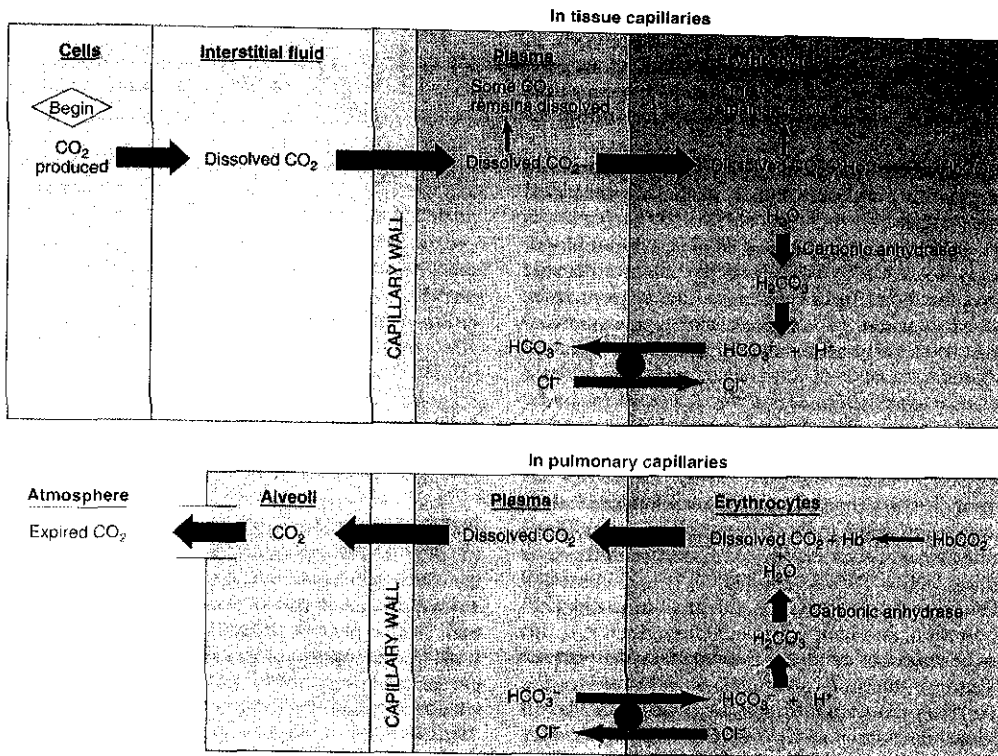 In tissue capillaries
Cells
Interstitial fluid
Plasma
Begin
Some CO₂
remains dissolved
CO₂
produced
Dissolved CO₂
Dissolved CO₂
H₂O
Carbonic anhydrase
H₂CO₃
CAPILLARY WALL
HCO₃⁻
HCO₃⁻ + H⁺
Cl⁻
Cl⁻
In pulmonary capillaries
Atmosphere
Alveoli
Plasma
Erythrocytes
Expired CO₂
CO₂
Dissolved CO₂
Dissolved CO₂ + Hb
HbCO₂
H₂O
Carbonic anhydrase
H₂CO₃
CAPILLARY WALL
HCO₃⁻
HCO₃⁻ + H⁺
Cl⁻
Cl⁻